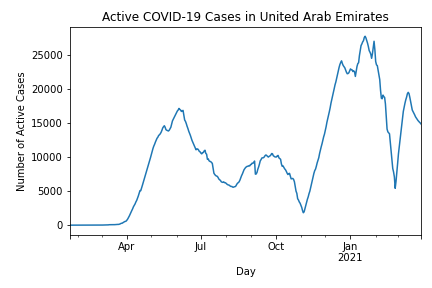 Active COVID-19 Cases in United Arab Emirates
Number of Active Cases
25000
20000
15000
10000
5000
0
Apr
Jul
Oct
Jan
2021
Day